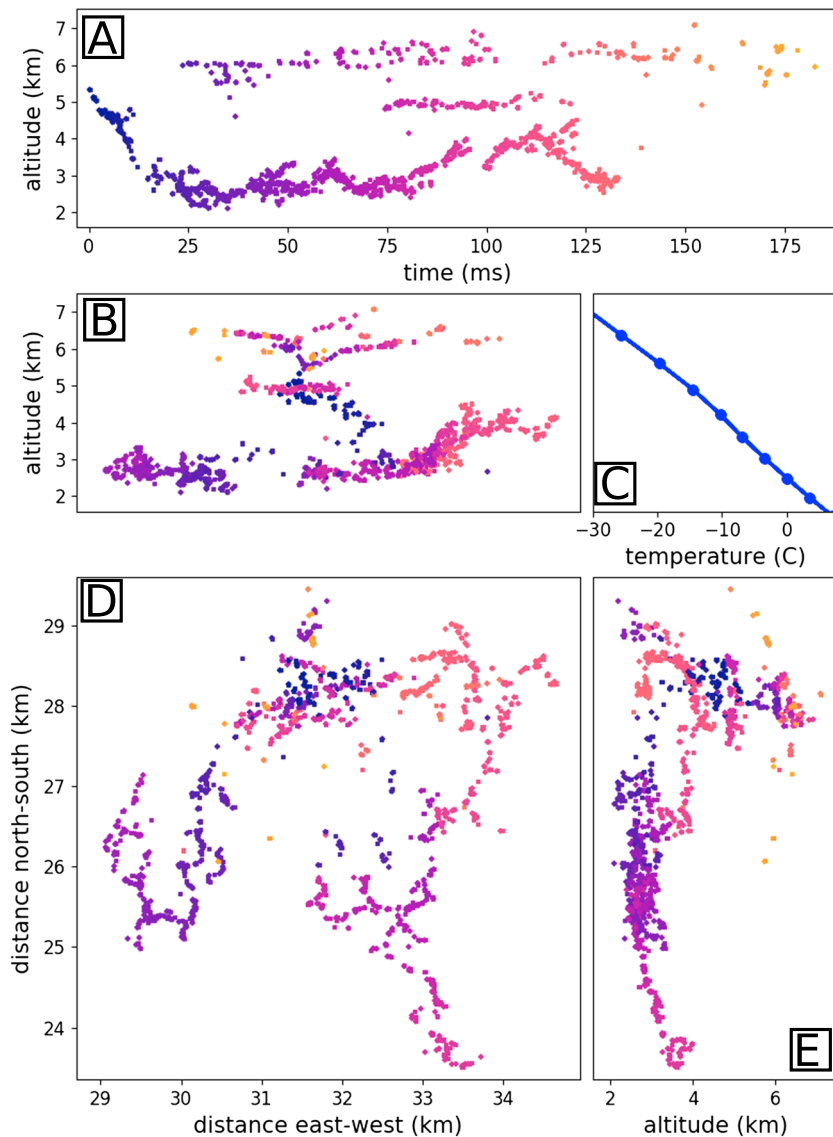 A
altitude (km)
7
6
5
4
3
2
0 25 50 75 100 125 150 175
time (ms)
B
altitude (km)
7
6
5
4
3
2
C
−30 −20 −10 0
temperature (C)
D
distance north-south (km)
29
28
27
26
25
24
29 30 31 32 33 34
distance east-west (km)
E
2 4 6
altitude (km)